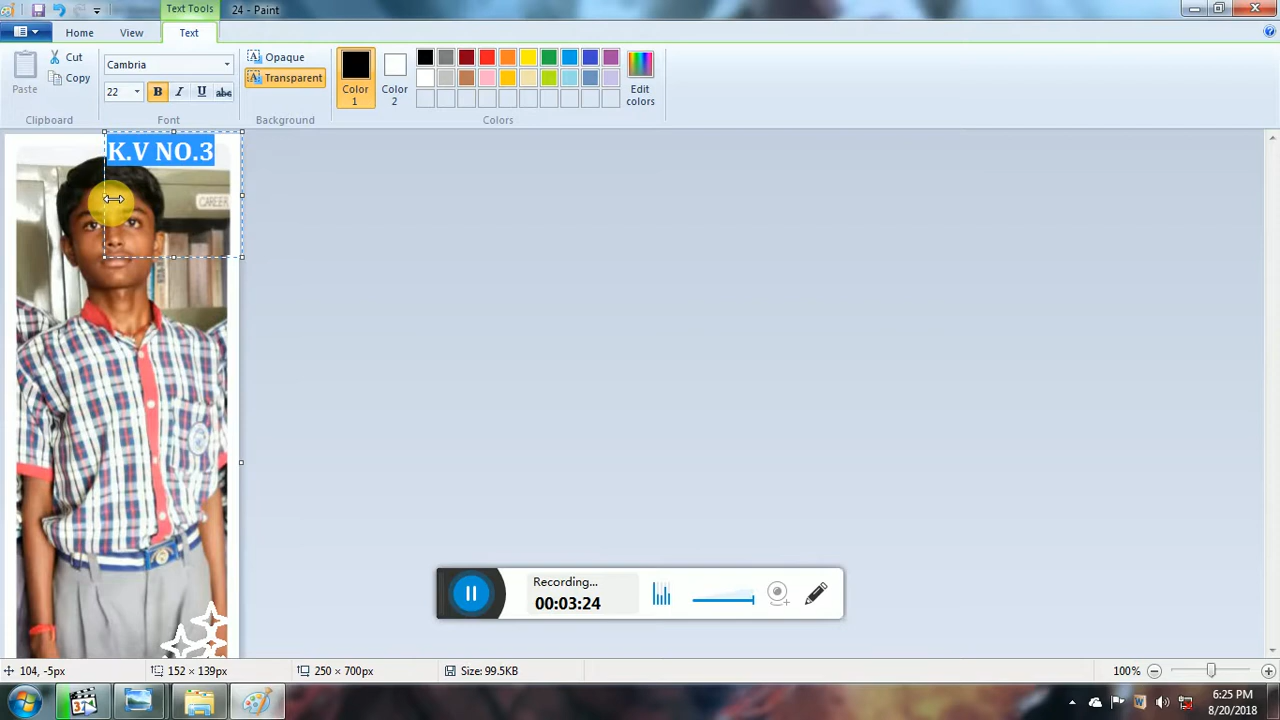 Text Tools
24 - Paint
Home
View
Text
Paste
Cut
Copy
Clipboard
Cambria
22
B I U abc
Font
Opaque
Transparent
Background
Color 1
Color 2
Edit colors
Colors
K.V NO.3
CAREER
Recording...
00:03:24
104, -5px
152 × 139px
250 × 700px
Size: 99.5KB
100%
6:25 PM
8/20/2018